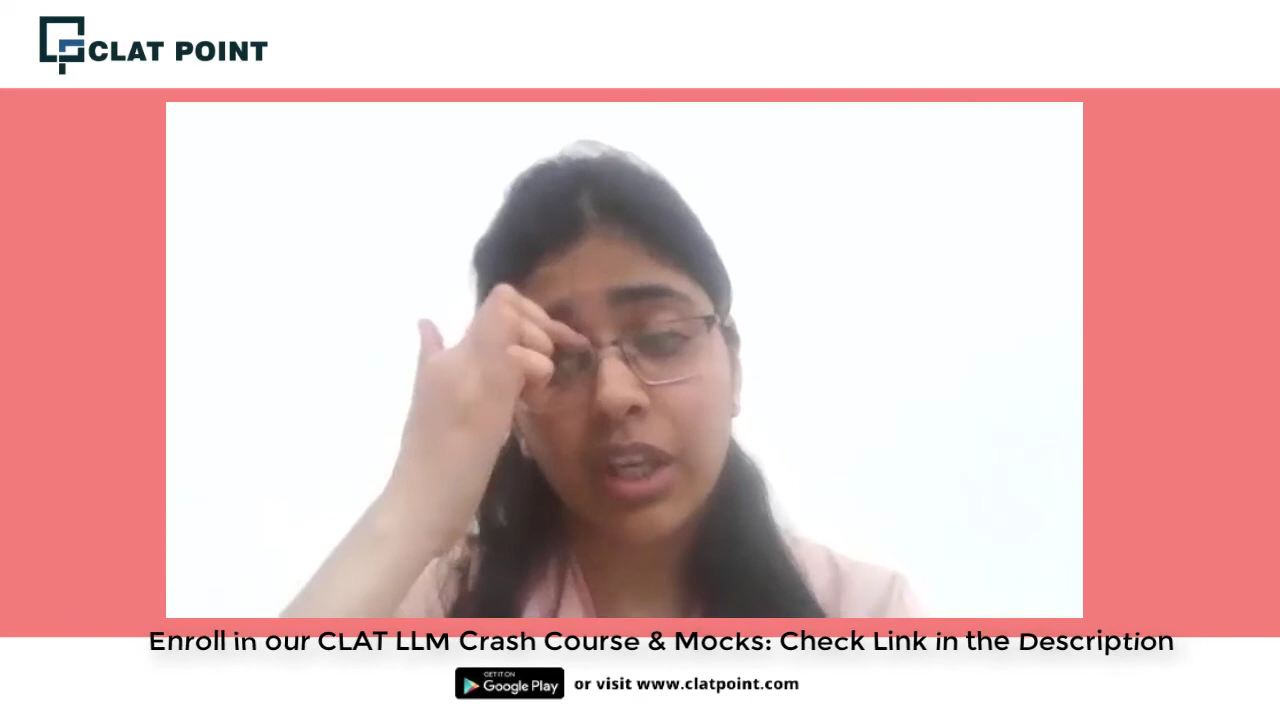 CLAT POINT
Enroll in our CLAT LLM Crash Course & Mocks: Check Link in the Description
GET IT ON
Google Play
or visit www.clatpoint.com